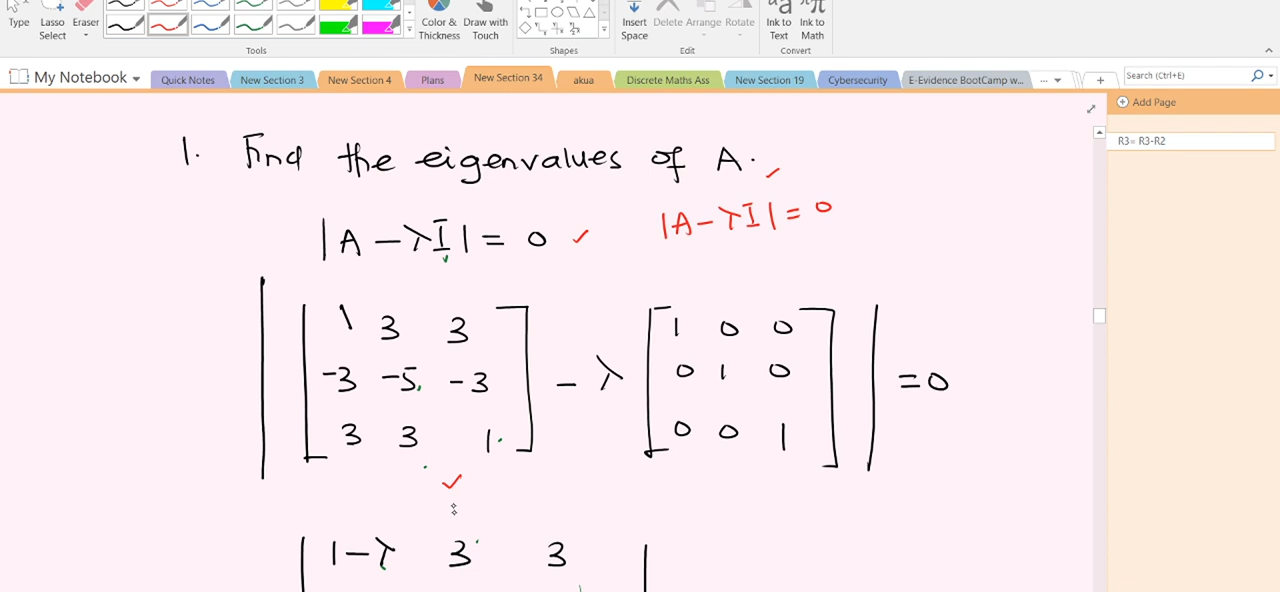 Type Lasso Select Eraser Color & Thickness Draw with Touch Insert Space Delete Arrange Rotate Ink to Text Ink to Math
Tools Shapes Edit Convert
My Notebook Quick Notes New Section 3 New Section 4 Plans New Section 34 akua Discrete Maths Ass New Section 19 Cybersecurity E-Evidence BootCamp w... ... + Search (Ctrl+E)
Add Page
R3= R3-R2
1. Find the eigenvalues of A.
|A - λI| = 0 |A - λI| = 0
1 3 3 1 0 0
-3 -5 -3 - λ 0 1 0 = 0
3 3 1 0 0 1
1-λ 3 3